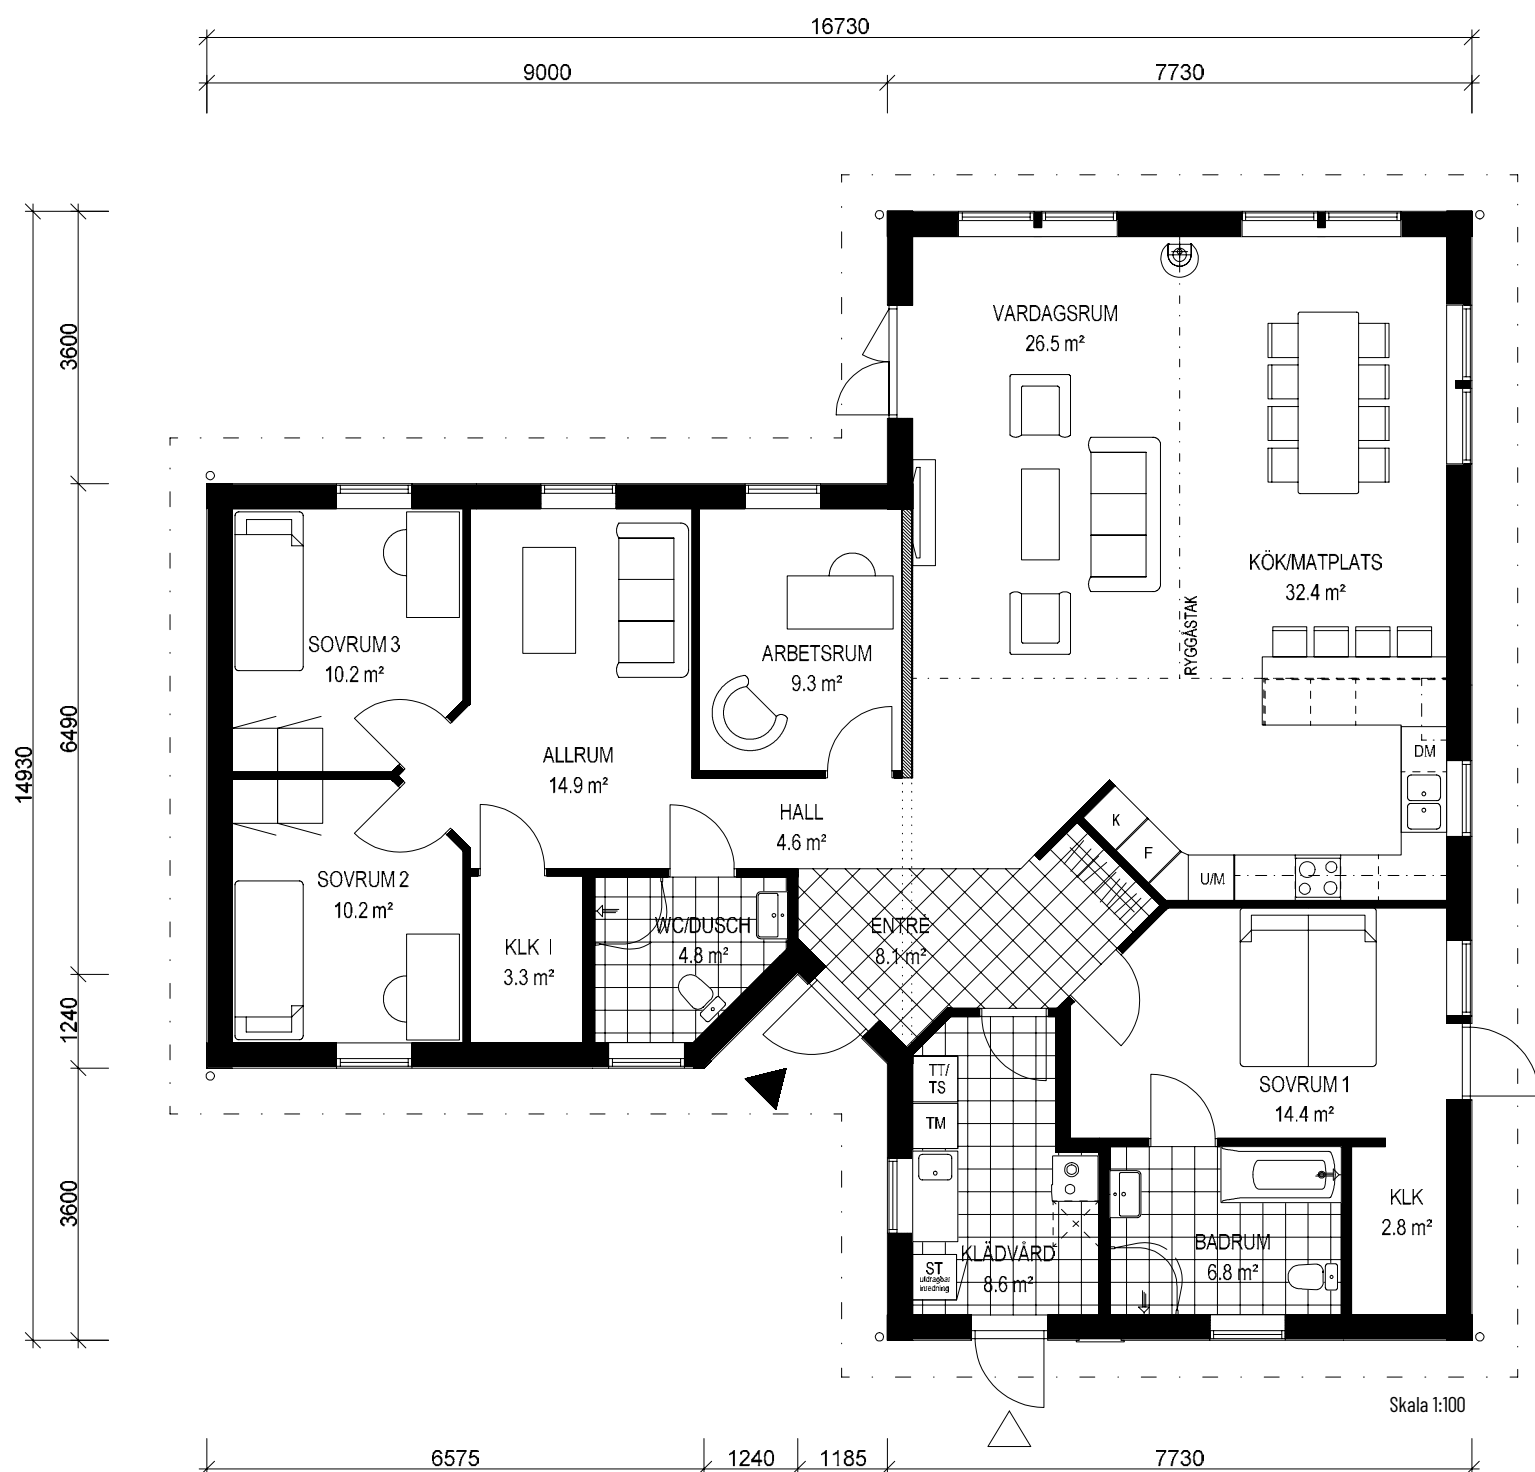 16730
9000
7730
3600
6490
14930
1240
3600
VARDAGSRUM
26.5 m²
KÖK/MATPLATS
32.4 m²
RYGGÅSTAK
SOVRUM 3
10.2 m²
ARBETSRUM
9.3 m²
ALLRUM
14.9 m²
DM
HALL
4.6 m²
K
F
U/M
SOVRUM 2
10.2 m²
KLK
3.3 m²
WC/DUSCH
4.8 m²
ENTRÉ
8.1 m²
TT/
TS
TM
SOVRUM 1
14.4 m²
KLK
2.8 m²
KLÄDVÅRD
8.6 m²
ST
utdragbar
inredning
BADRUM
6.8 m²
Skala 1:100
6575
1240
1185
7730